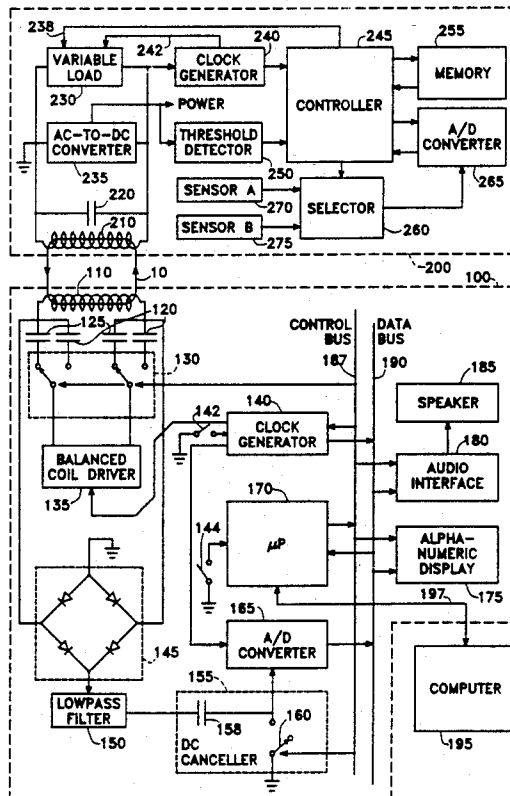 238
242
240
245
255
VARIABLE
LOAD
CLOCK
GENERATOR
MEMORY
230
POWER
CONTROLLER
AC-TO-DC
CONVERTER
THRESHOLD
DETECTOR
A/D
CONVERTER
235
250
265
220
SENSOR A
270
SELECTOR
210
SENSOR B
275
260
10
200
110
100
125
120
CONTROL
BUS
DATA
BUS
130
187
190
185
142
140
SPEAKER
CLOCK
GENERATOR
180
BALANCED
COIL DRIVER
AUDIO
INTERFACE
135
170
144
μP
ALPHA-
NUMERIC
DISPLAY
165
197
175
145
A/D
CONVERTER
155
COMPUTER
LOWPASS
FILTER
160
158
150
DC
CANCELLER
195